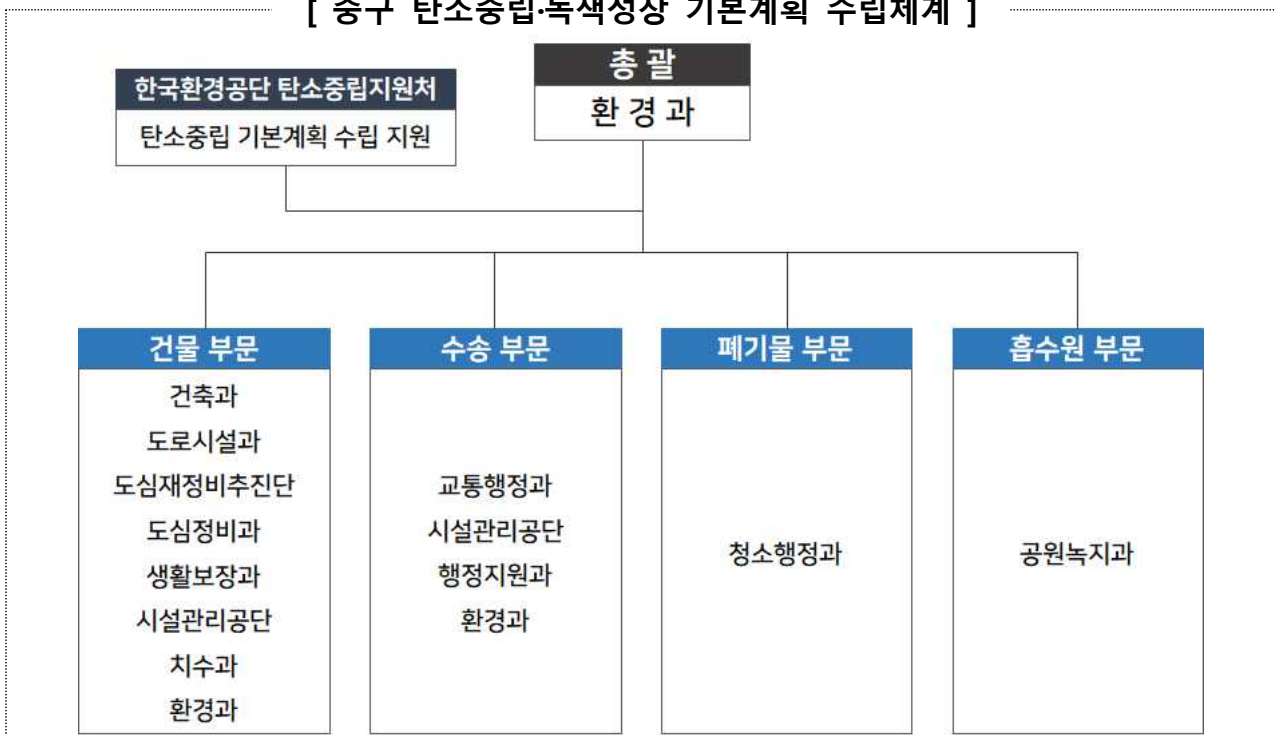 [ 중구 탄소중립·녹색성장 기본계획 수립체계 ]
총 괄
환 경 과
한국환경공단 탄소중립지원처
탄소중립 기본계획 수립 지원
건물 부문
건축과
도로시설과
도심재정비추진단
도심정비과
생활보장과
시설관리공단
치수과
환경과
수송 부문
교통행정과
시설관리공단
행정지원과
환경과
폐기물 부문
청소행정과
흡수원 부문
공원녹지과